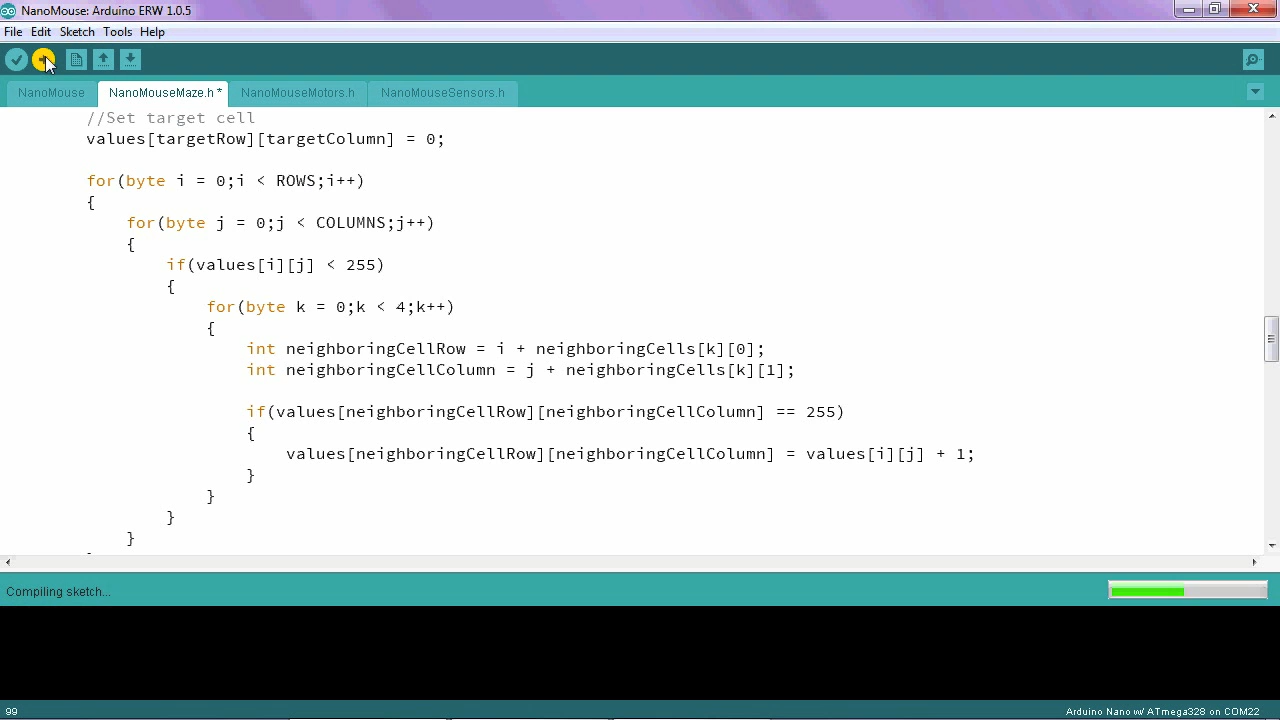 NanoMouse: Arduino ERW 1.0.5
File Edit Sketch Tools Help
NanoMouse NanoMouseMaze.h * NanoMouseMotors.h NanoMouseSensors.h
//Set target cell
values[targetRow][targetColumn] = 0;
for(byte i = 0;i < ROWS;i++)
{
for(byte j = 0;j < COLUMNS;j++)
{
if(values[i][j] < 255)
{
for(byte k = 0;k < 4;k++)
{
int neighboringCellRow = i + neighboringCells[k][0];
int neighboringCellColumn = j + neighboringCells[k][1];
if(values[neighboringCellRow][neighboringCellColumn] == 255)
{
values[neighboringCellRow][neighboringCellColumn] = values[i][j] + 1;
}
}
}
}
Compiling sketch...
99 Arduino Nano w/ ATmega328 on COM22